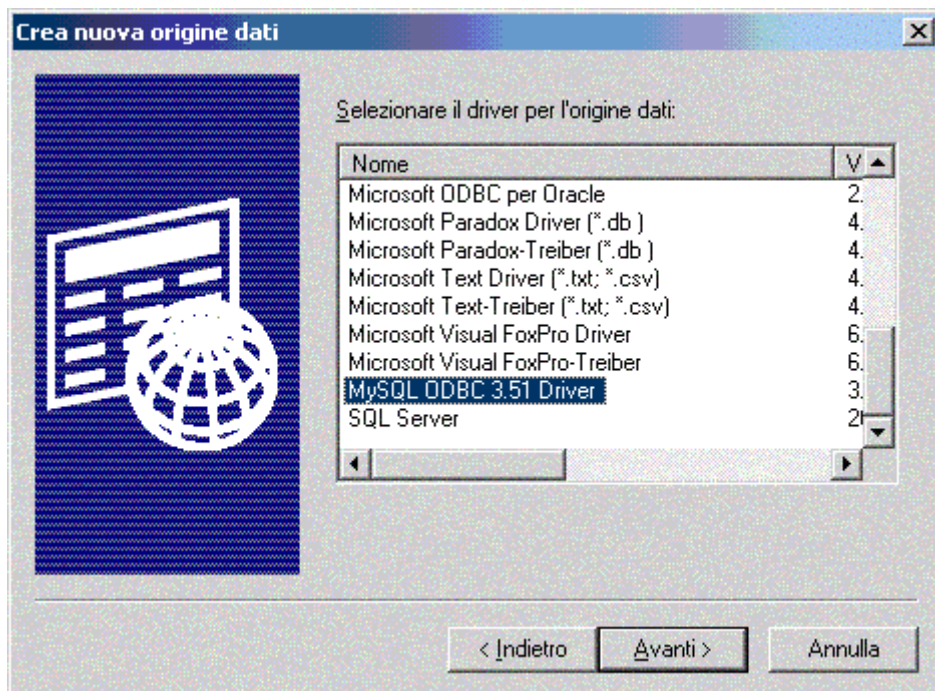 Crea nuova origine dati
Selezionare il driver per l'origine dati:
Nome V
Microsoft ODBC per Oracle 2.
Microsoft Paradox Driver (*.db ) 4.
Microsoft Paradox-Treiber (*.db ) 4.
Microsoft Text Driver (*.txt; *.csv) 4.
Microsoft Text-Treiber (*.txt; *.csv) 4.
Microsoft Visual FoxPro Driver 6.
Microsoft Visual FoxPro-Treiber 6.
MySQL ODBC 3.51 Driver 3.
SQL Server 2
< Indietro Avanti > Annulla